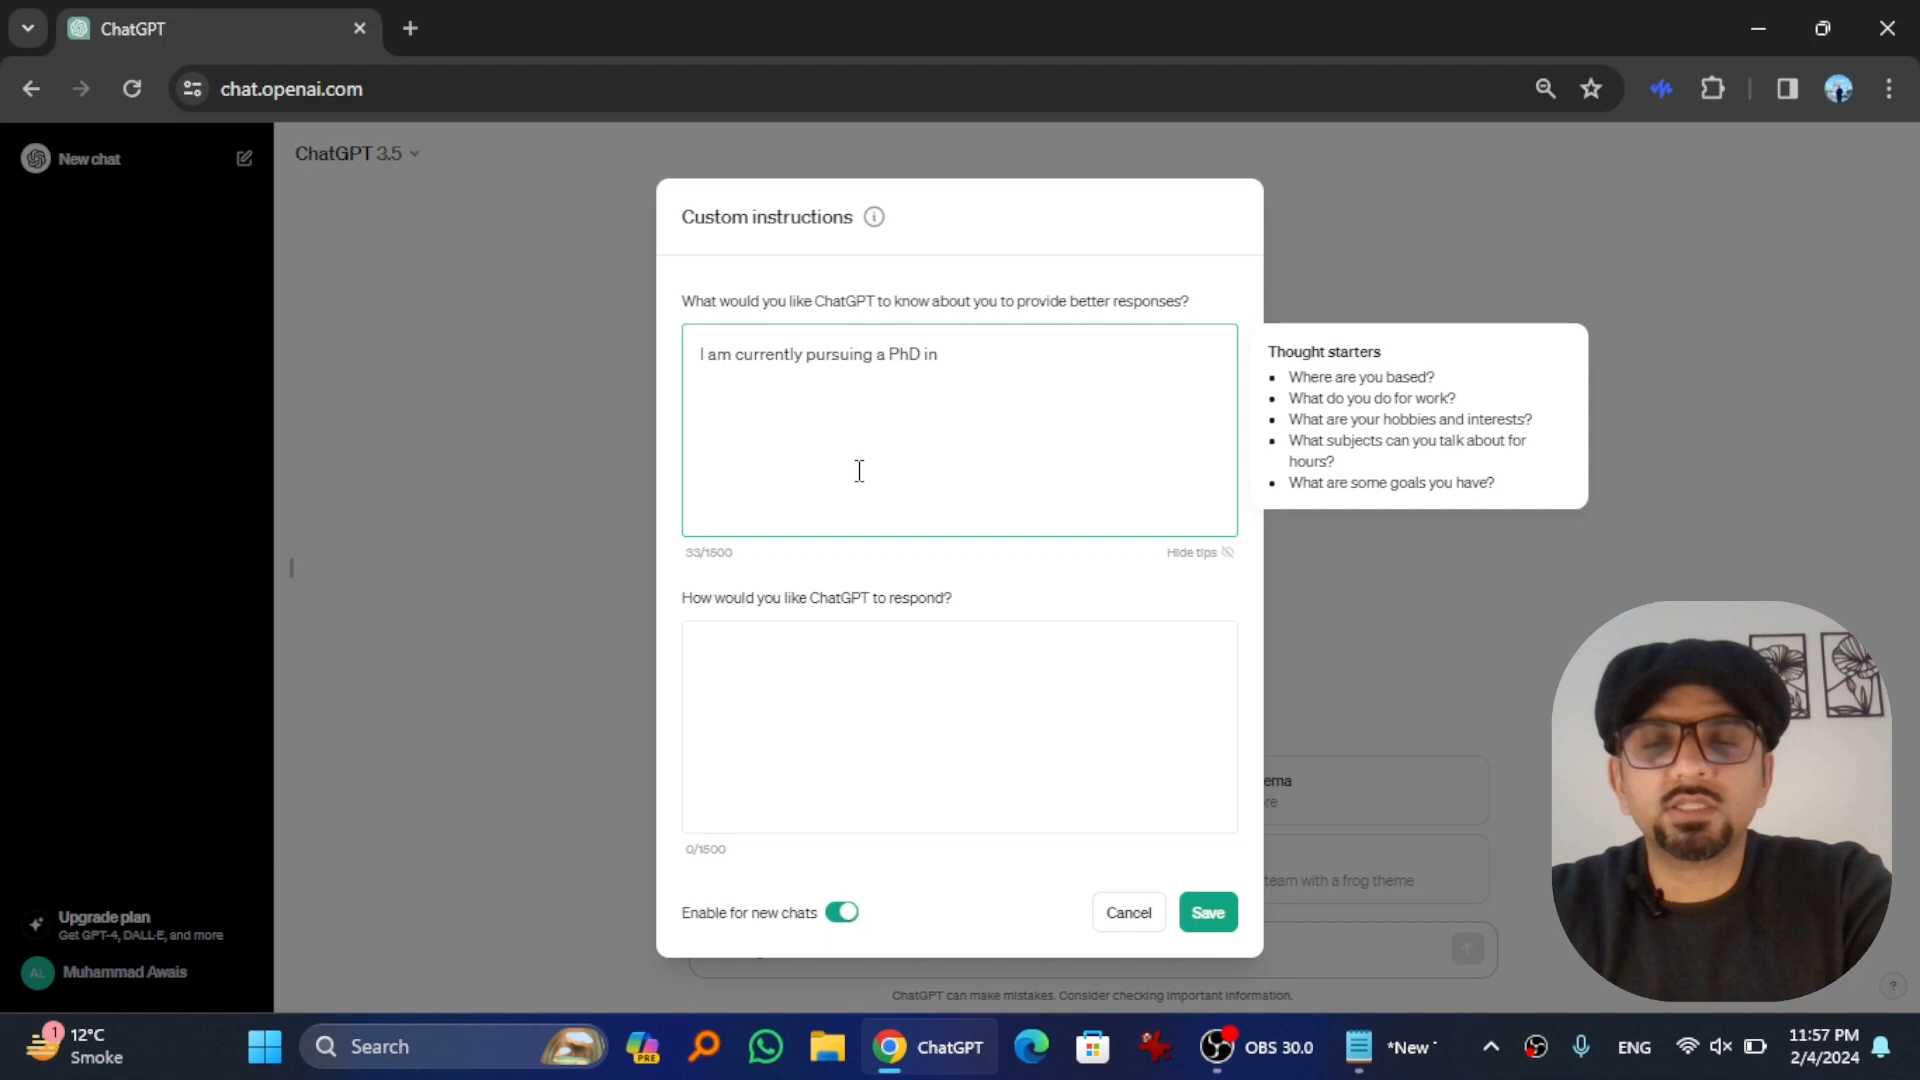 ChatGPT
chat.openai.com
New chat
ChatGPT 3.5
Custom instructions
What would you like ChatGPT to know about you to provide better responses?
I am currently pursuing a PhD in
33/1500
Hide tips
Thought starters
Where are you based?
What do you do for work?
What are your hobbies and interests?
What subjects can you talk about for
hours?
What are some goals you have?
How would you like ChatGPT to respond?
0/1500
Enable for new chats
Cancel
Save
ema
re
team with a frog theme
ChatGPT can make mistakes. Consider checking important information.
?
Upgrade plan
Get GPT-4, DALL·E, and more
AL
Muhammad Awais
1
12°C
Smoke
Search
PRE
ChatGPT
OBS 30.0
*New
ENG
11:57 PM
2/4/2024